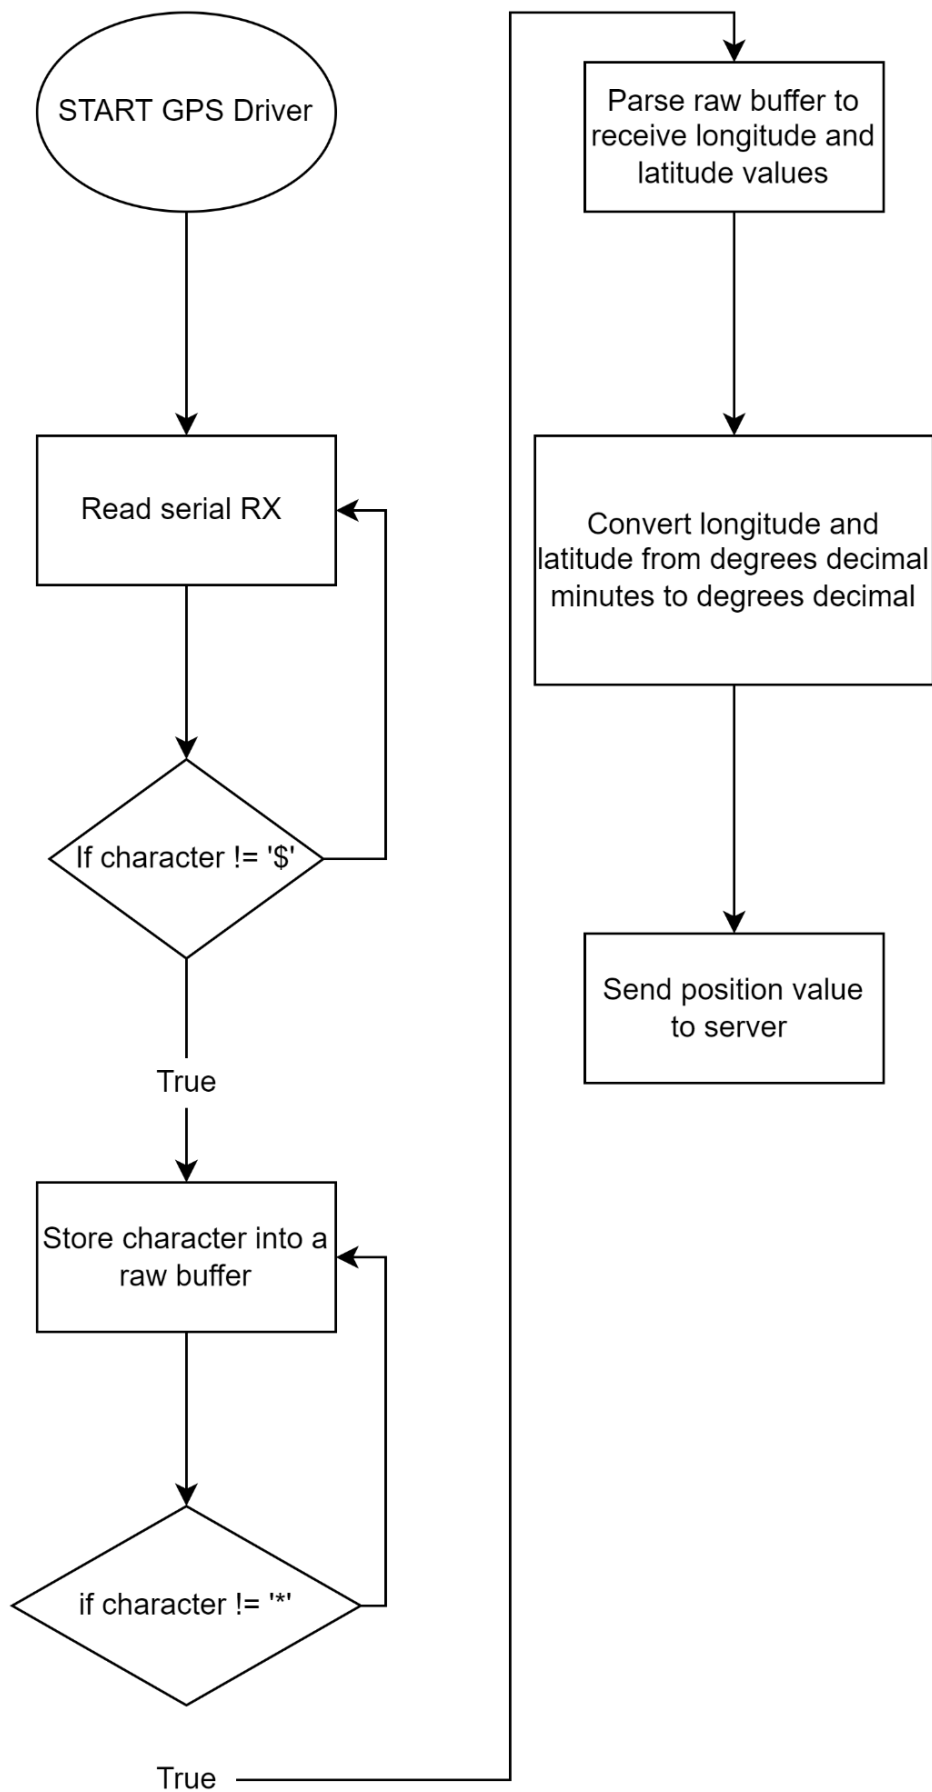 START GPS Driver
Read serial RX
If character != '$'
True
Store character into a
raw buffer
if character != '*'
True
Parse raw buffer to
receive longitude and
latitude values
Convert longitude and
latitude from degrees decimal
minutes to degrees decimal
Send position value
to server